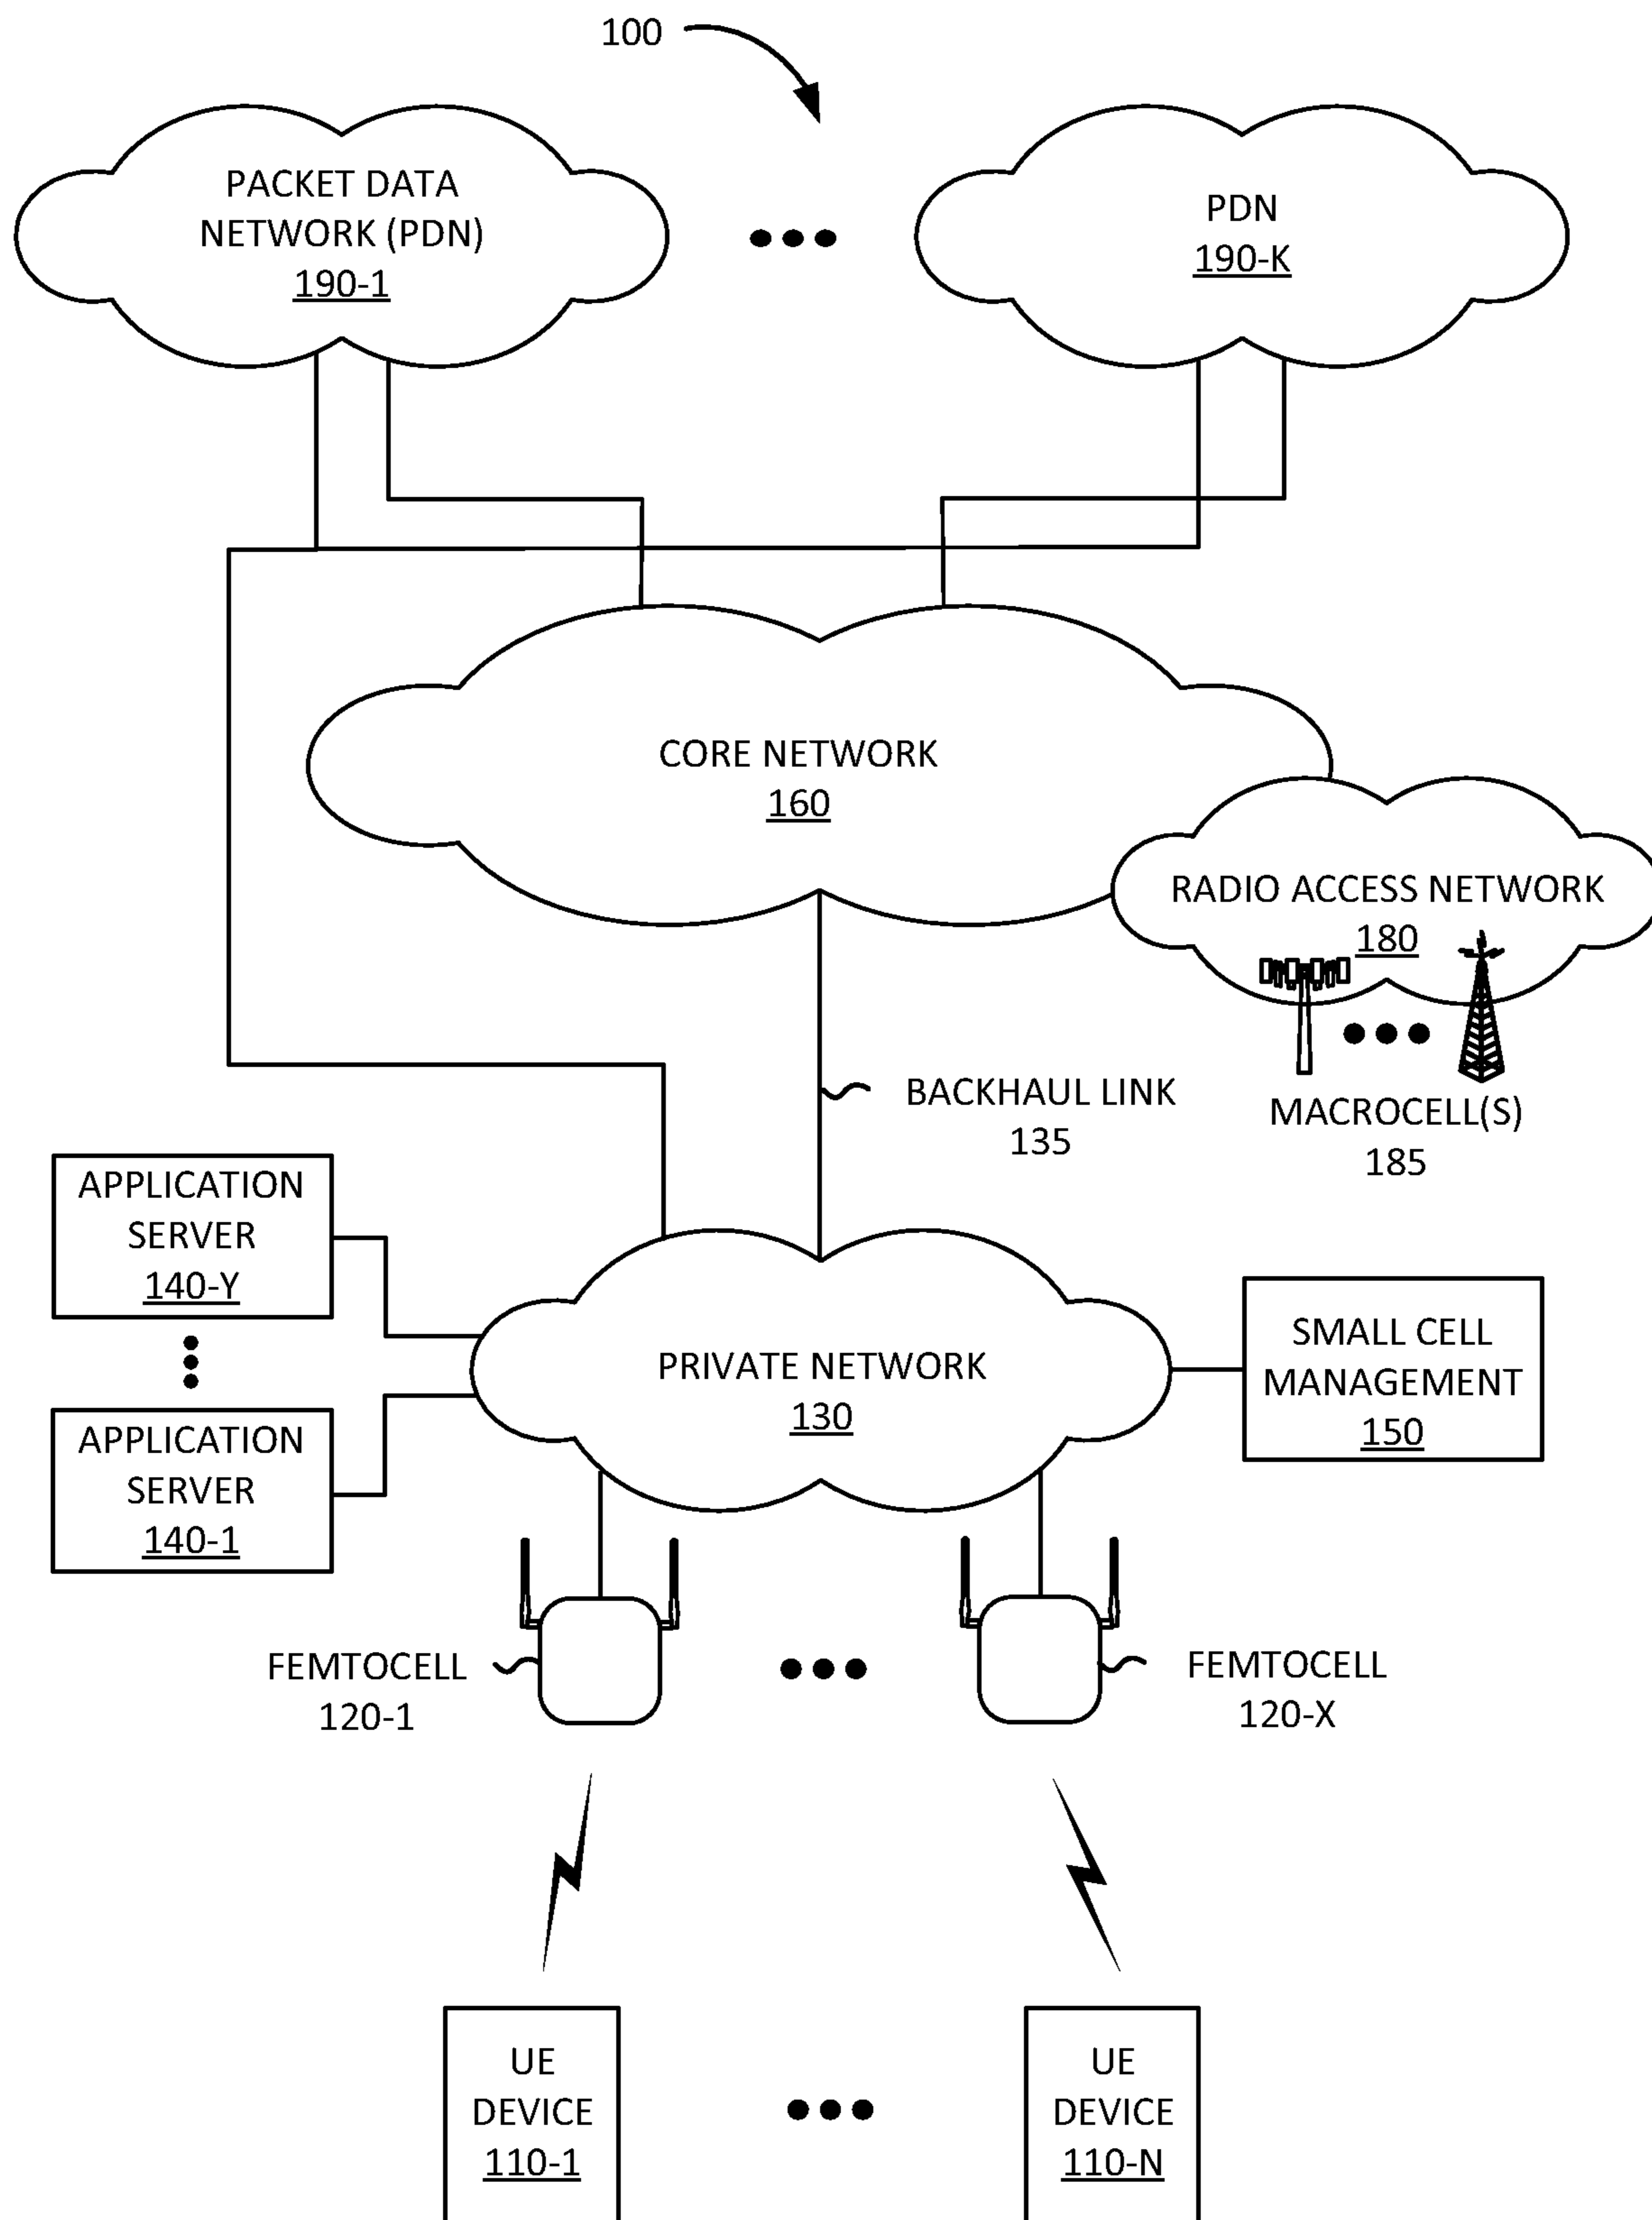 100
PACKET DATA
NETWORK (PDN)
190-1
PDN
190-K
CORE NETWORK
160
RADIO ACCESS NETWORK
180
BACKHAUL LINK
135
MACROCELL(S)
185
APPLICATION
SERVER
140-Y
PRIVATE NETWORK
130
SMALL CELL
MANAGEMENT
150
APPLICATION
SERVER
140-1
FEMTOCELL
120-1
FEMTOCELL
120-X
UE
DEVICE
110-1
UE
DEVICE
110-N